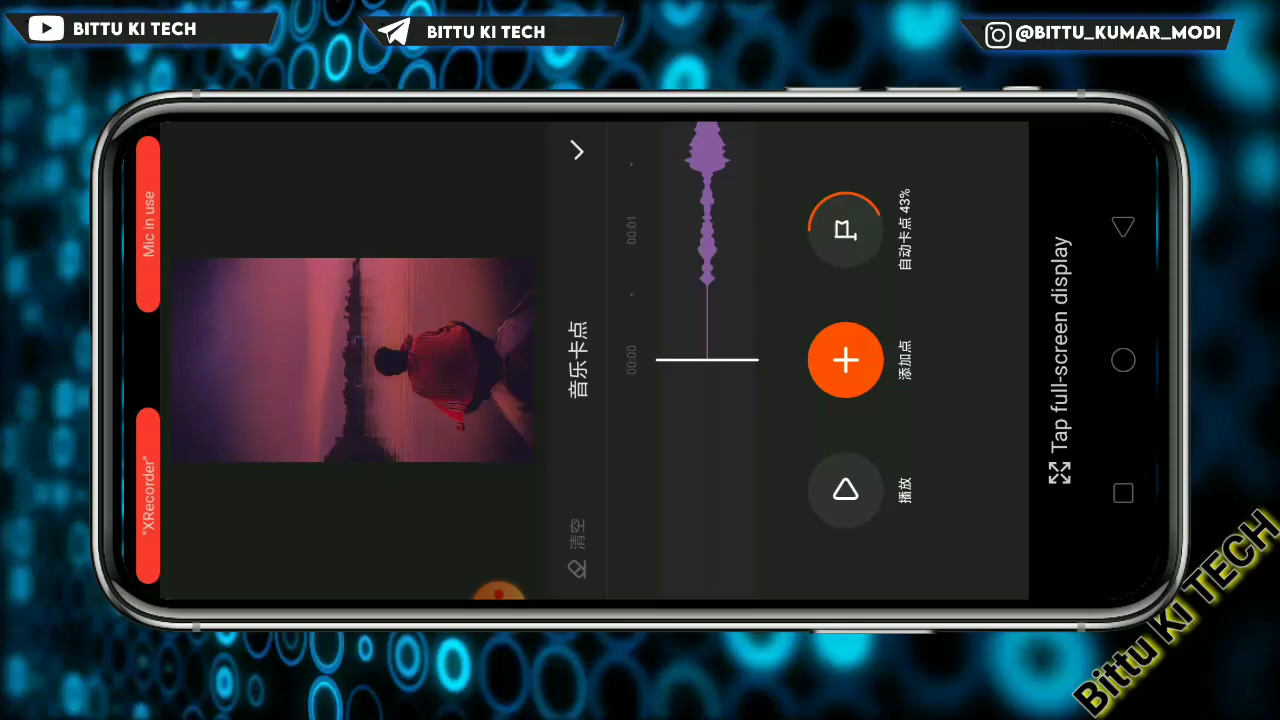 BITTU KI TECH
BITTU KI TECH
@BITTU_KUMAR_MODI
"XRecorder"
Mic in use
清空
音乐卡点
00:00
00:01
播放
添加点
自动卡点 43%
Tap full-screen display
Bittu Ki TECH